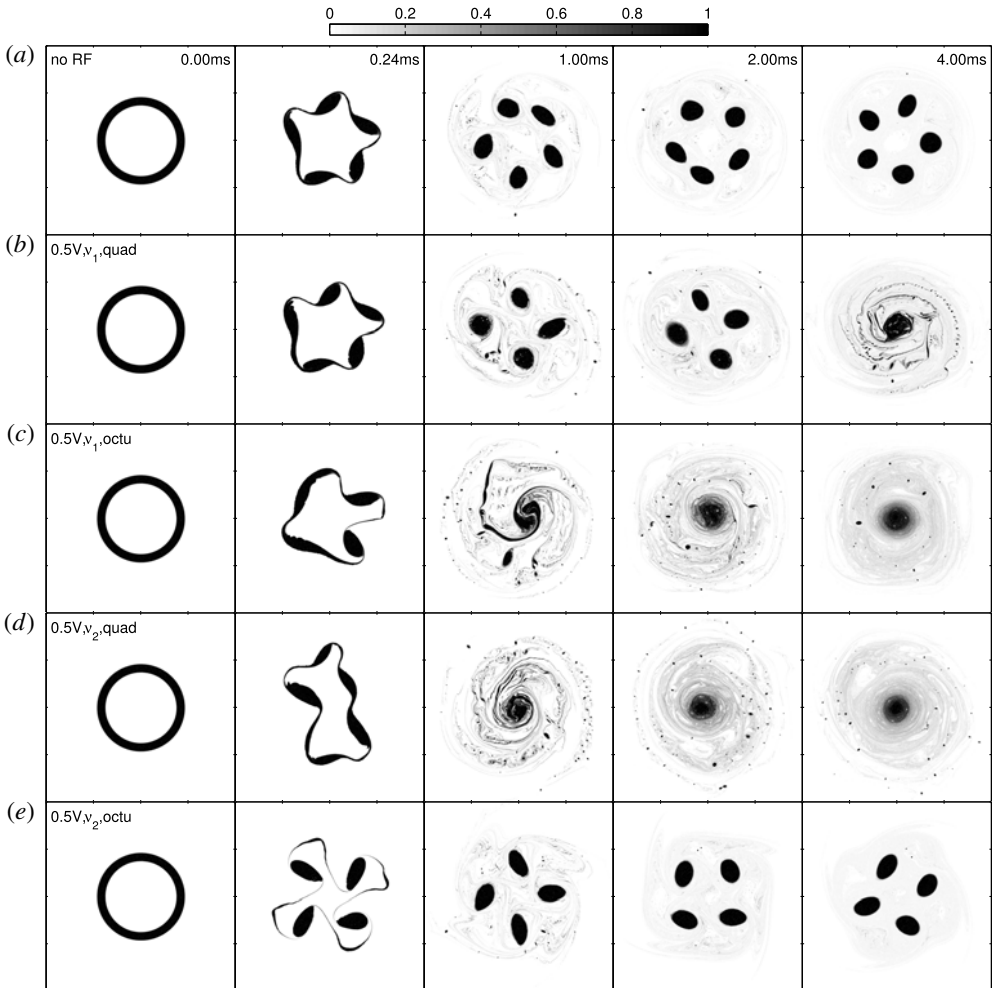 0 0.2 0.4 0.6 0.8 1
(a) no RF 0.00ms 0.24ms 1.00ms 2.00ms 4.00ms
(b) 0.5V,ν₁,quad
(c) 0.5V,ν₁,octu
(d) 0.5V,ν₂,quad
(e) 0.5V,ν₂,octu